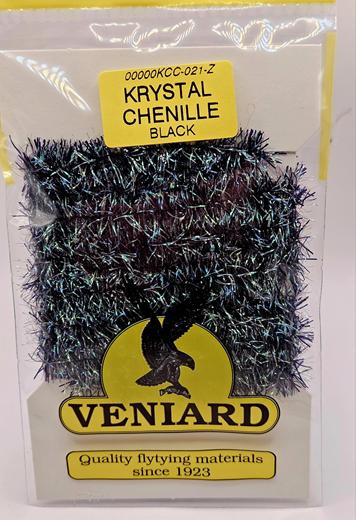 00000KCC-021-Z
KRYSTAL
CHENILLE
BLACK
VENIARD
Quality flytying materials
since 1923